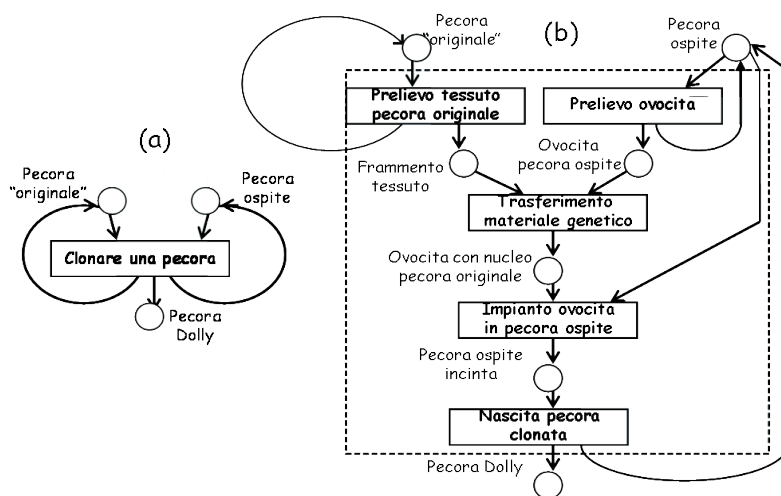 (a)
Pecora
“originale”
Pecora
ospite
Clonare una pecora
Pecora
Dolly
(b)
Pecora
“originale”
Pecora
ospite
Prelievo tessuto
pecora originale
Prelievo ovocita
Frammento
tessuto
Ovocita
pecora ospite
Trasferimento
materiale genetico
Ovocita con nucleo
pecora originale
Impianto ovocita
in pecora ospite
Pecora ospite
incinta
Nascita pecora
clonata
Pecora Dolly